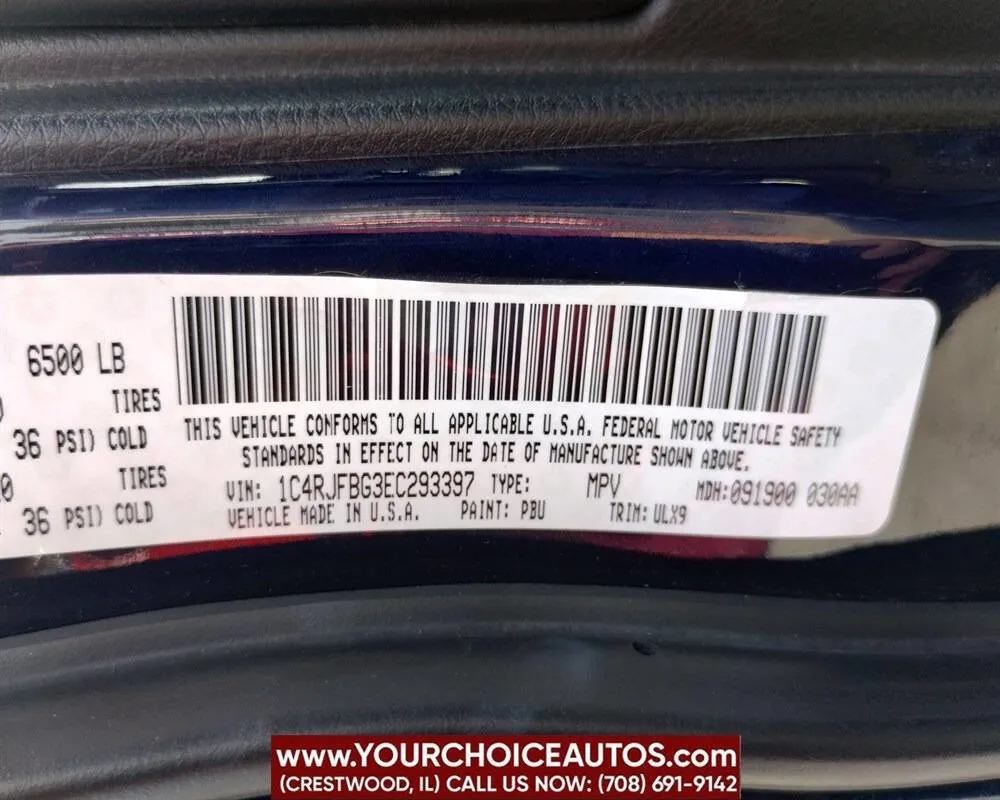 6500 LB
TIRES
36 PSI) COLD
TIRES
36 PSI) COLD
THIS VEHICLE CONFORMS TO ALL APPLICABLE U.S.A. FEDERAL MOTOR VEHICLE SAFETY
STANDARDS IN EFFECT ON THE DATE OF MANUFACTURE SHOWN ABOVE.
VIN: 1C4RJFBG3EC293397 TYPE: MPV MDH:091900 030AA
VEHICLE MADE IN U.S.A. PAINT: PBU TRIM: ULX9
WWW.YOURCHOICEAUTOS.COM
(CRESTWOOD, IL) CALL US NOW: (708) 691-9142